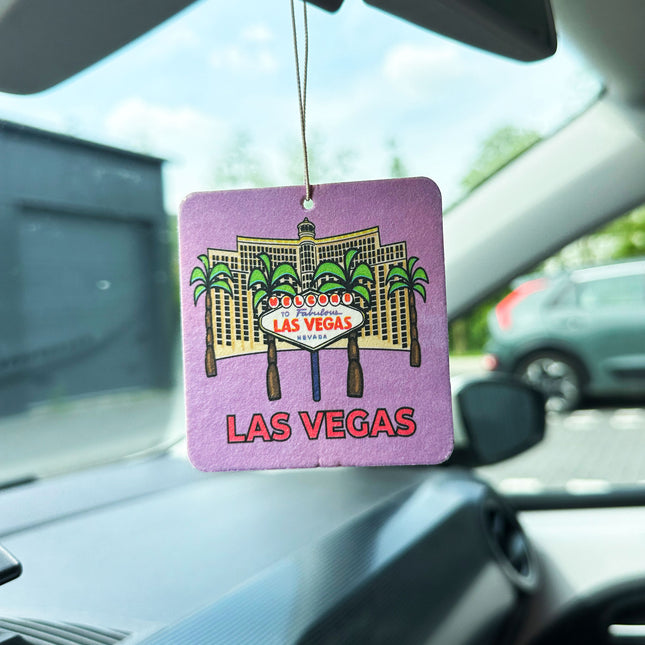 WELCOME
TO Fabulous
LAS VEGAS
NEVADA
LAS VEGAS